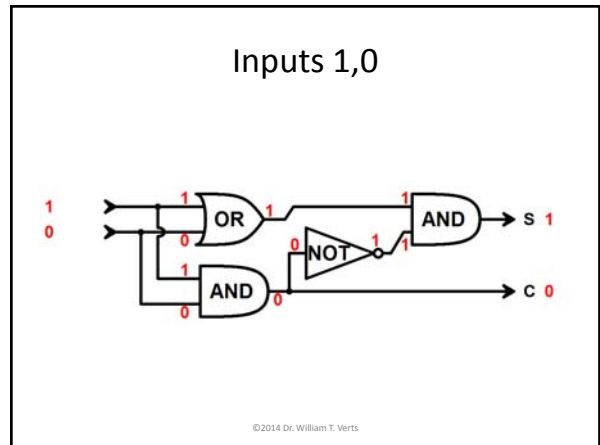 Inputs 1,0
1 1 OR 1 1 AND S 1
0 0 0 NOT 1 1
1 AND 0 C 0
0
©2014 Dr. William T. Verts